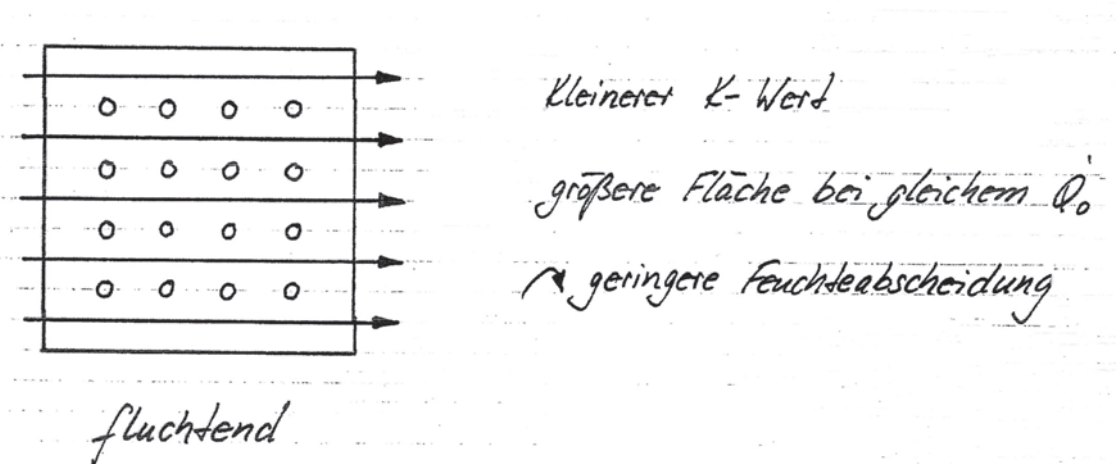 Kleinerer K-Wert
größere Fläche bei gleichem Q̇₀
geringere Feuchteabscheidung
fluchtend